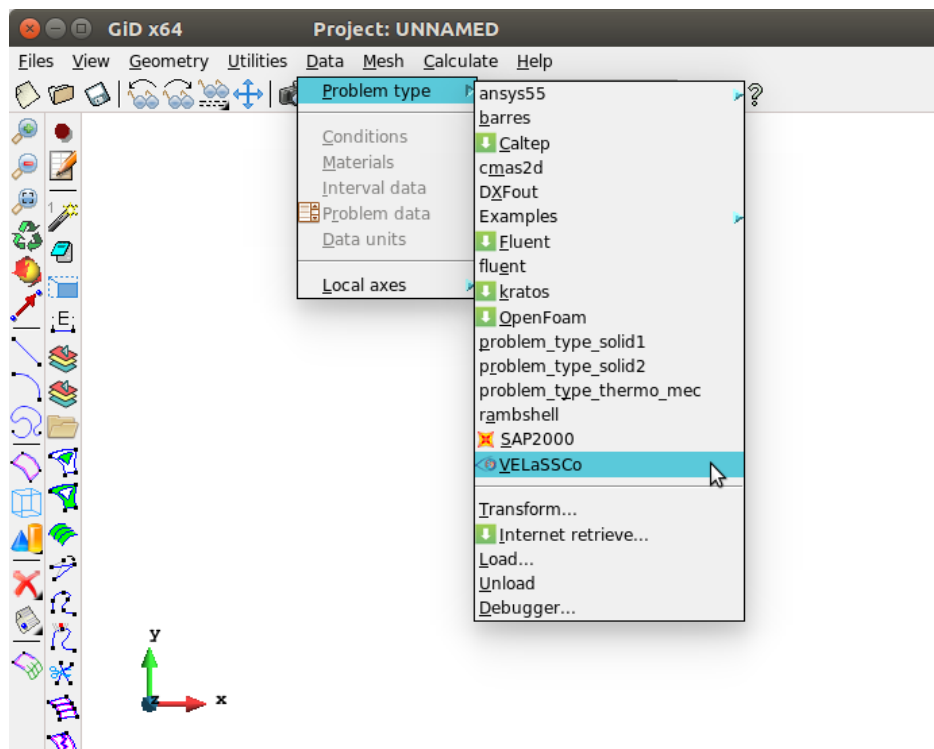 GiD x64 Project: UNNAMED
Files View Geometry Utilities Data Mesh Calculate Help
Problem type
Conditions
Materials
Interval data
Problem data
Data units
Local axes
ansys55
barres
Caltep
cmas2d
DXFout
Examples
Fluent
fluent
kratos
OpenFoam
problem_type_solid1
problem_type_solid2
problem_type_thermo_mec
rambshell
SAP2000
VELaSSCo
Transform...
Internet retrieve...
Load...
Unload
Debugger...
?
1
E
y
z x